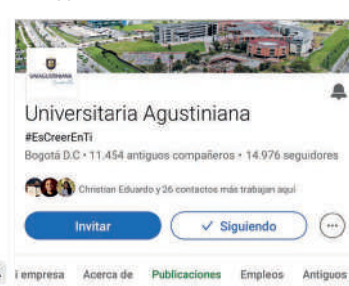 UNIAGUSTINIANA
Universitaria Agustiniana
#EsCreerEnTi
Bogotá D.C • 11.454 antiguos compañeros • 14.976 seguidores
Christian Eduardo y 26 contactos más trabajan aquí
Invitar
✓ Siguiendo
i empresa Acerca de Publicaciones Empleos Antiguos